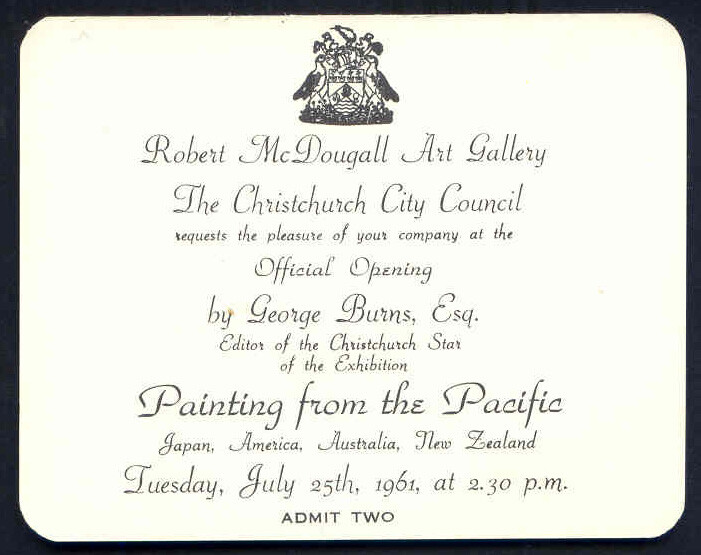 Robert McDougall Art Gallery
The Christchurch City Council
requests the pleasure of your company at the
Official Opening
by George Burns, Esq.
Editor of the Christchurch Star
of the Exhibition
Painting from the Pacific
Japan, America, Australia, New Zealand
Tuesday, July 25th, 1961, at 2.30 p.m.
ADMIT TWO